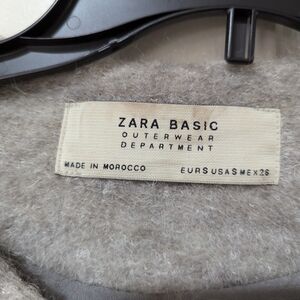 ZARA BASIC
OUTERWEAR
DEPARTMENT
MADE IN MOROCCO EUR S USA S MEX 26